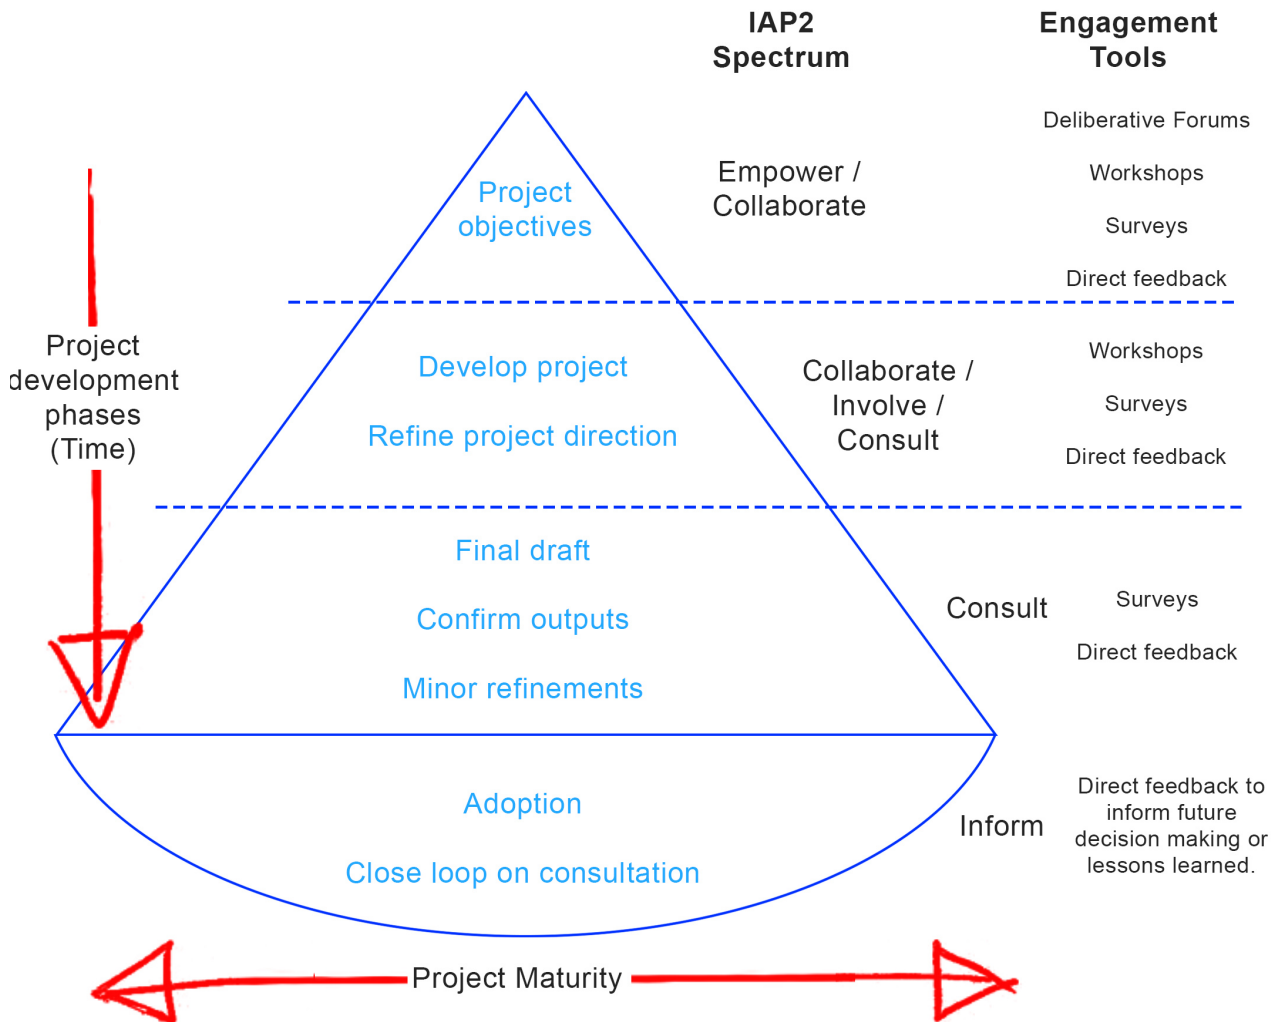 IAP2
Spectrum
Engagement
Tools
Project
objectives
Empower /
Collaborate
Deliberative Forums
Workshops
Surveys
Direct feedback
Project
development
phases
(Time)
Develop project
Refine project direction
Collaborate /
Involve /
Consult
Workshops
Surveys
Direct feedback
Final draft
Confirm outputs
Minor refinements
Consult
Surveys
Direct feedback
Adoption
Close loop on consultation
Inform
Direct feedback to
inform future
decision making or
lessons learned.
Project Maturity